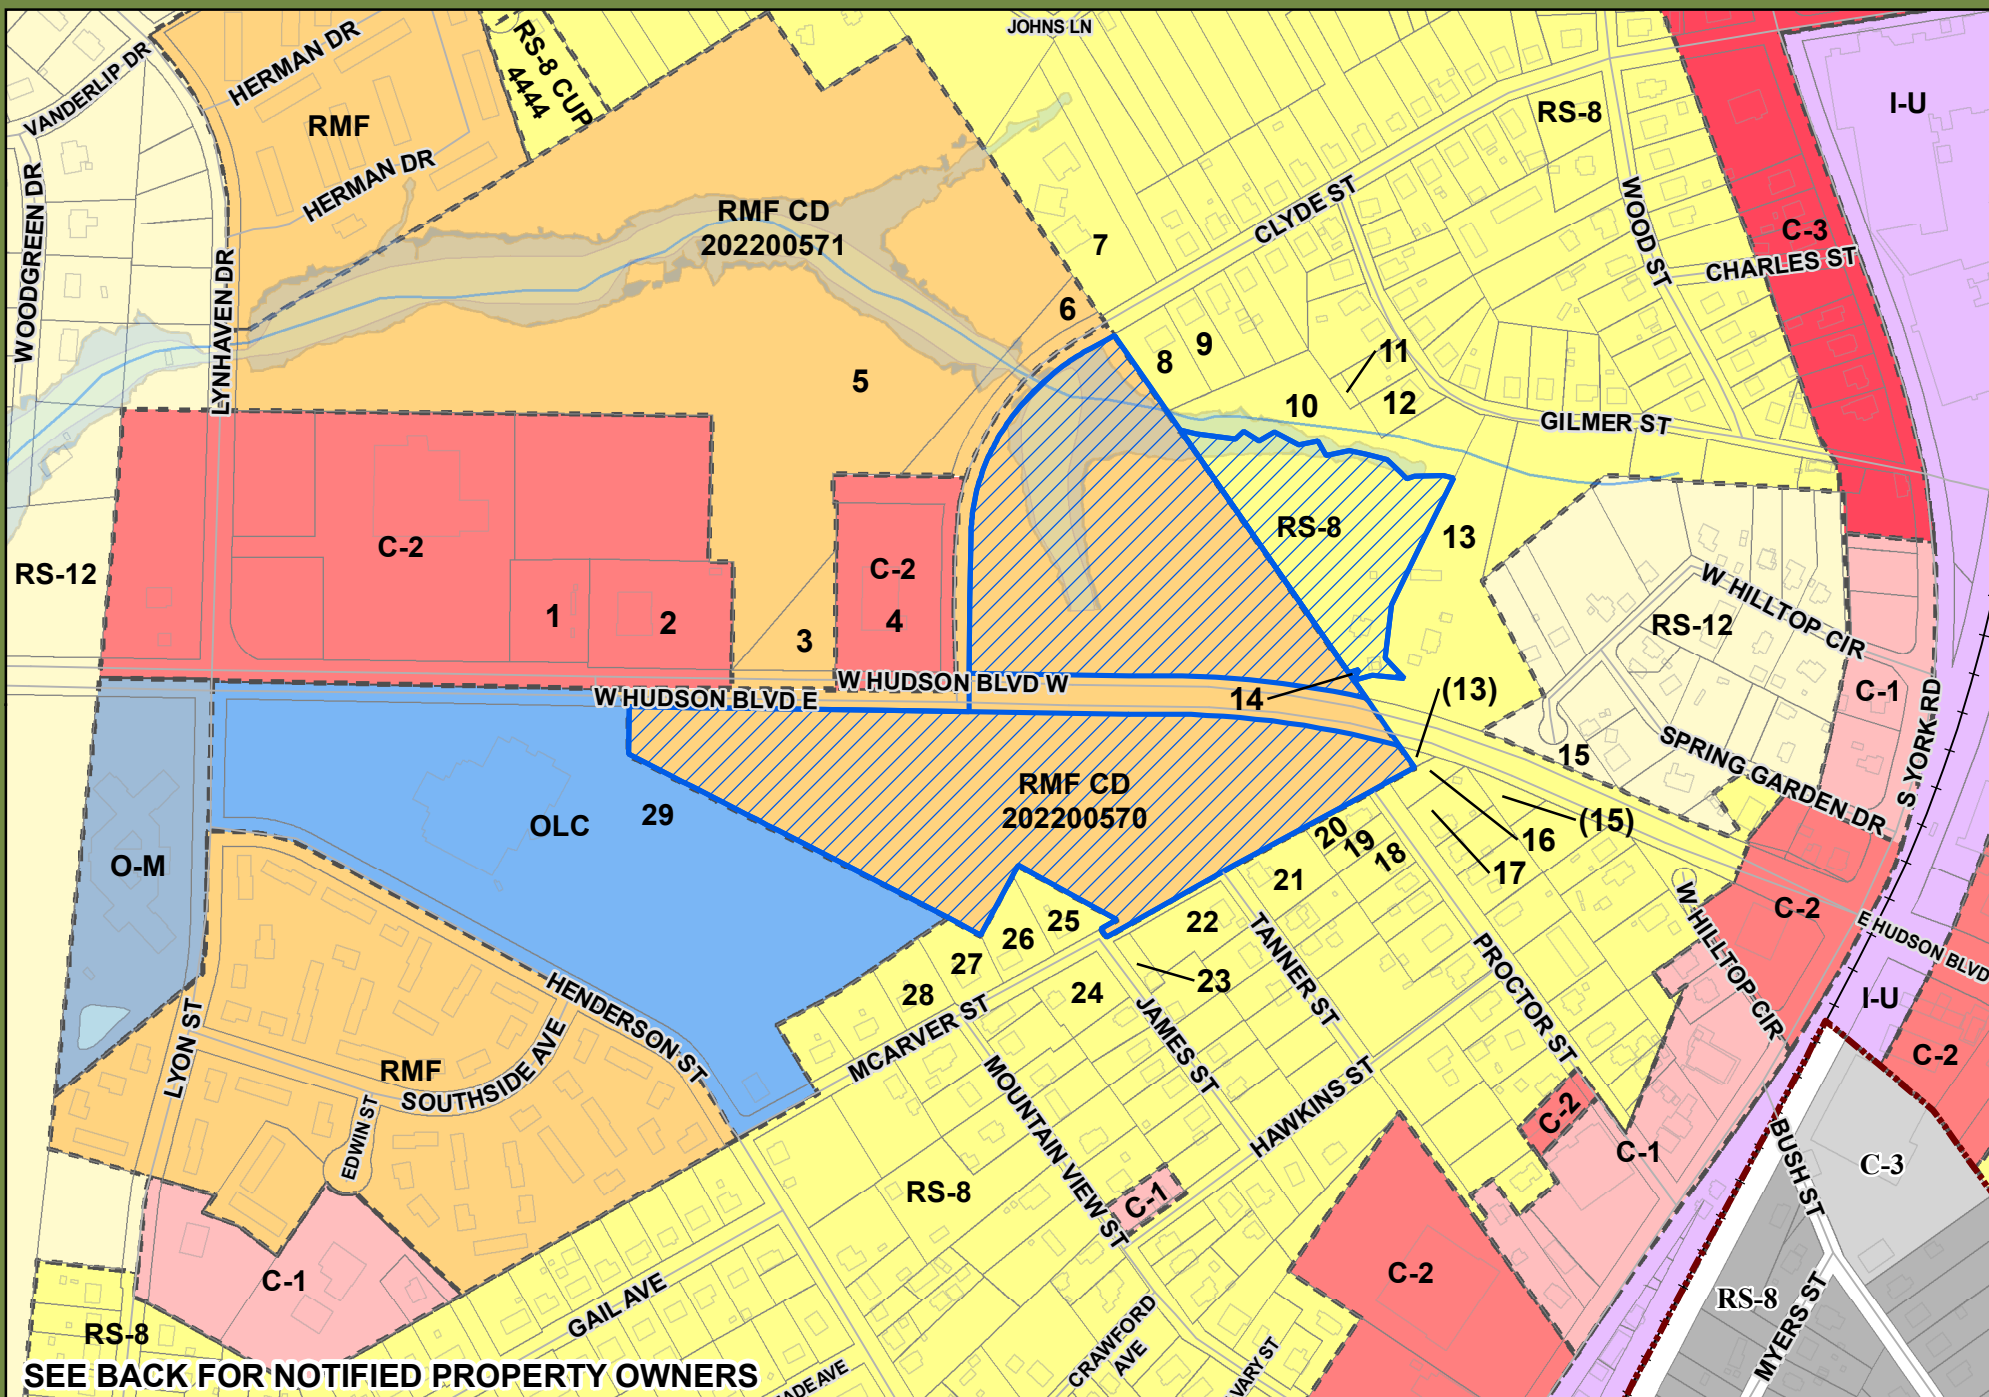 JOHNS LN
VANDERLIP DR
HERMAN DR
RS-8 CUP
4444
RMF
HERMAN DR
WOODGREEN DR
LYNHAVEN DR
RMF CD
202200571
7
6
5
CLYDE ST
RS-8
WOOD ST
I-U
C-3
CHARLES ST
8
9
11
10
12
GILMER ST
RS-12
C-2
1
2
3
C-2
4
RS-8
13
W HILLTOP CIR
RS-12
C-1
S YORK RD
W HUDSON BLVD E
W HUDSON BLVD W
14
(13)
15
SPRING GARDEN DR
O-M
OLC
29
RMF CD
202200570
20
19
18
16
(15)
17
21
22
25
26
27
28
24
23
W HILLTOP CIR
C-2
E HUDSON BLVD
I-U
C-2
TANNER ST
PROCTOR ST
JAMES ST
HAWKINS ST
MCARVER ST
MOUNTAIN VIEW ST
HENDERSON ST
LYON ST
RMF
SOUTHSIDE AVE
EDWIN ST
C-1
RS-8
RS-8
C-1
C-2
C-2
C-1
BUSH ST
C-3
RS-8
MYERS ST
GAIL AVE
CRAWFORD
AVE
VARY ST
ADE AVE
SEE BACK FOR NOTIFIED PROPERTY OWNERS